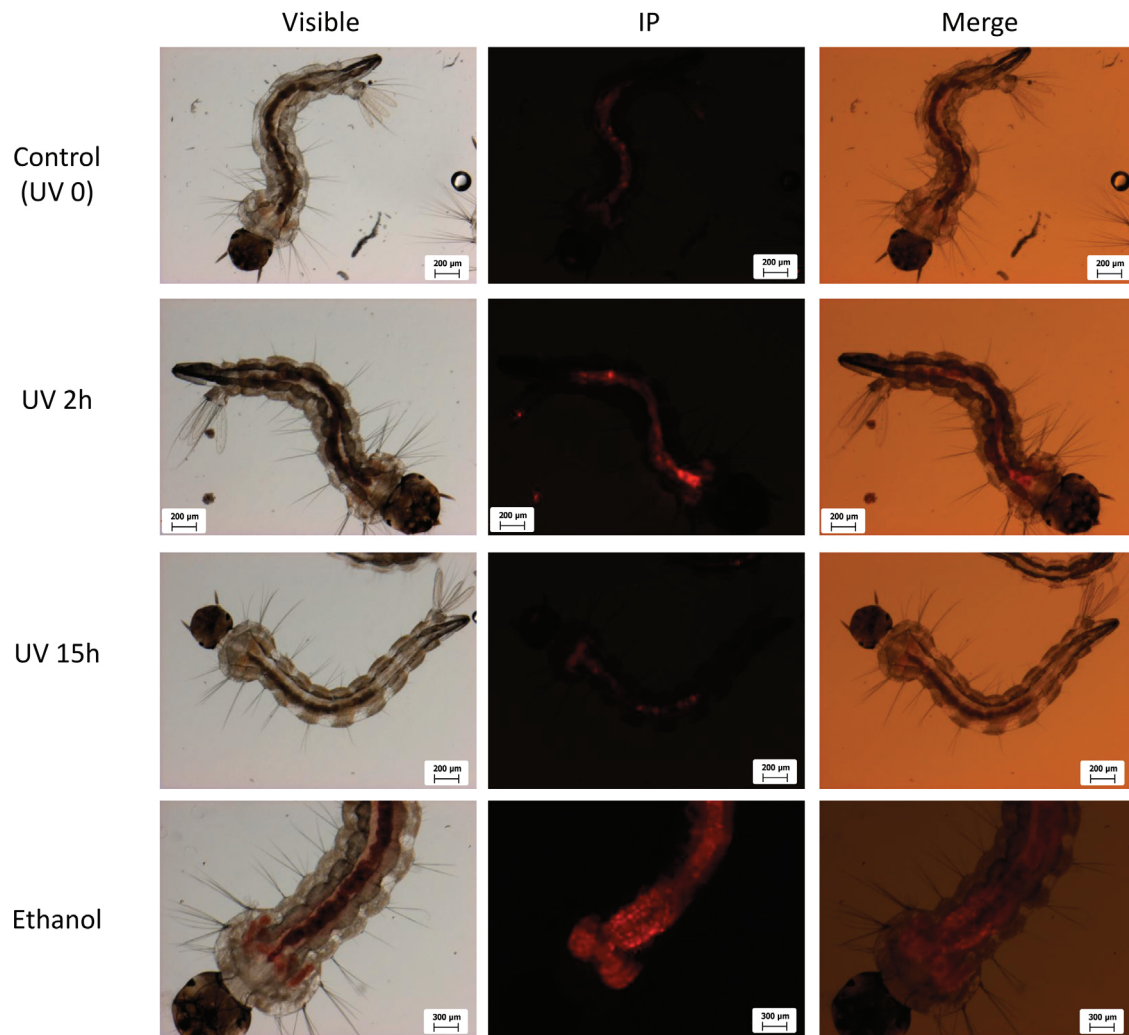 Visible IP Merge
Control
(UV 0)
200 µm 200 µm 200 µm
UV 2h
200 µm 200 µm 200 µm
UV 15h
200 µm 200 µm 200 µm
Ethanol
300 µm 300 µm 300 µm